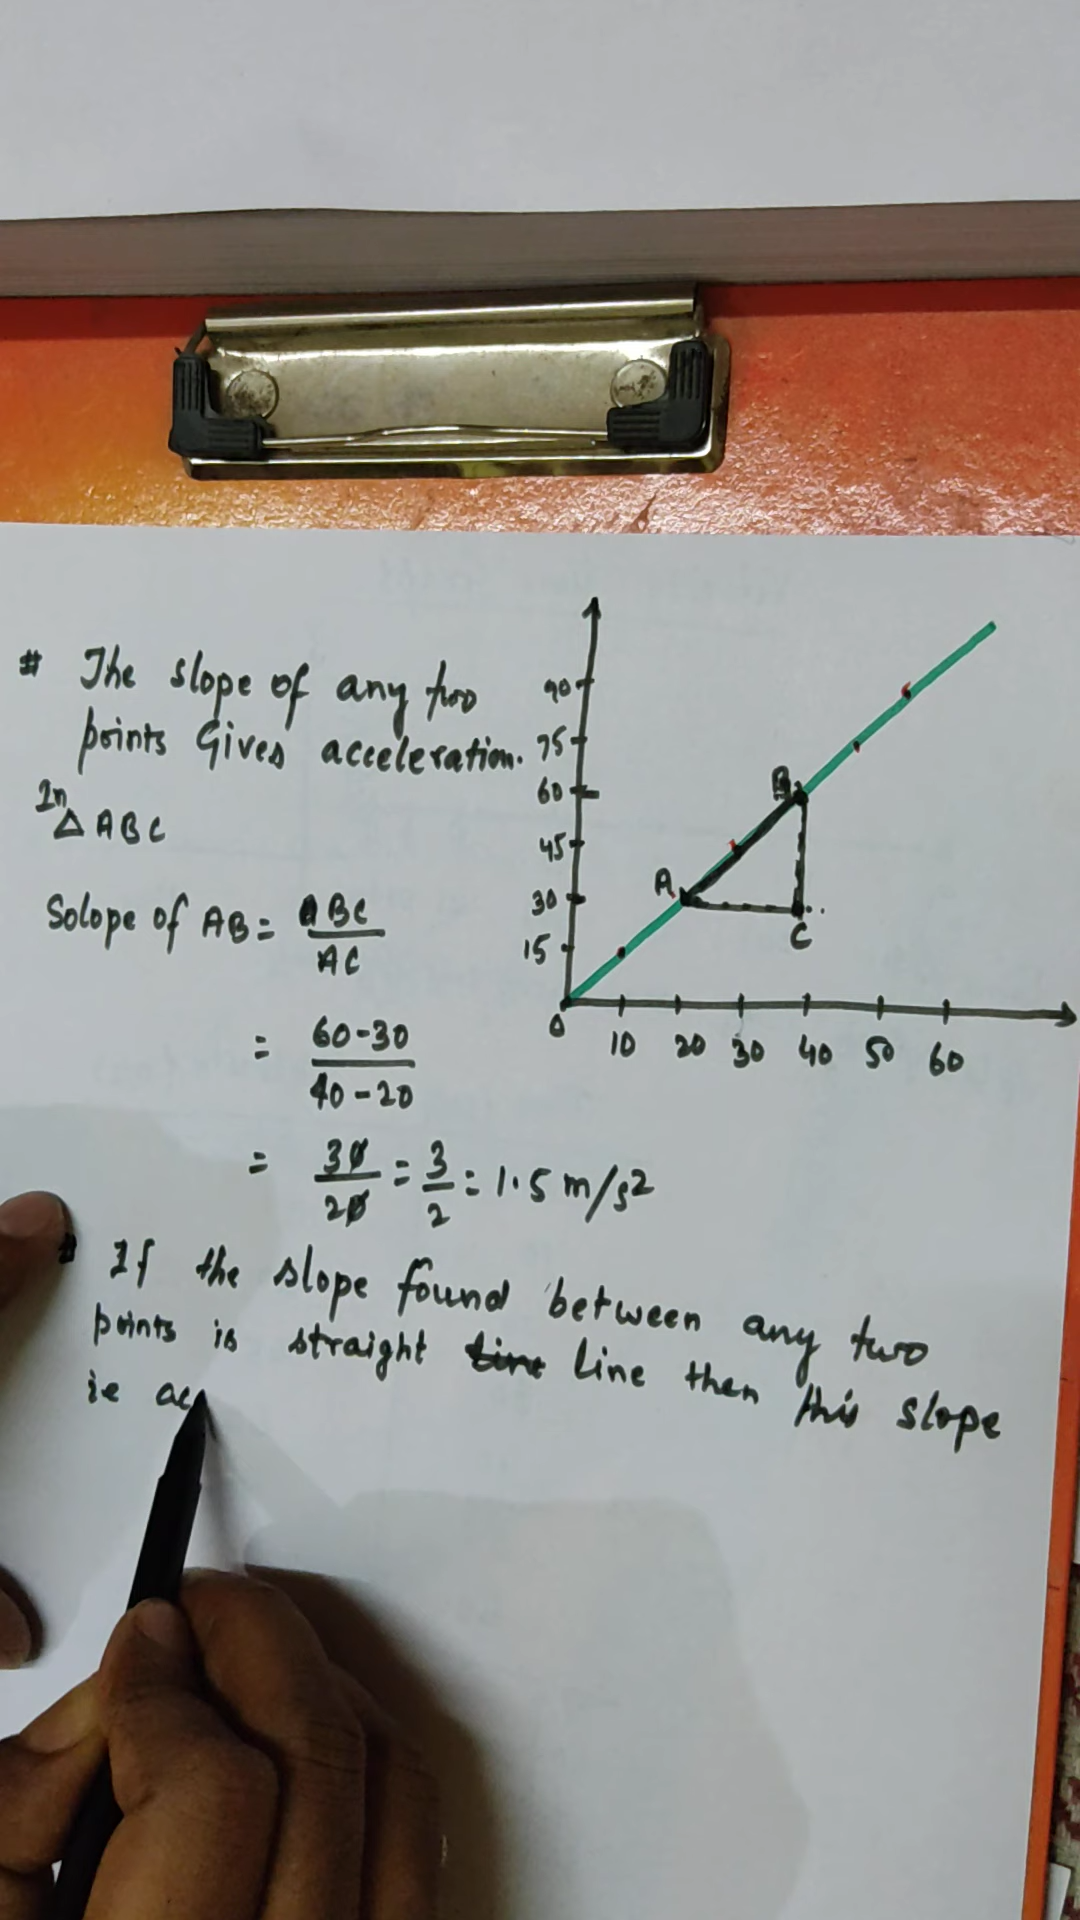 # The slope of any two
points Gives acceleration.
In
△ ABC
Solope of AB = BC
AC
= 60-30
40-20
= 30 = 3 = 1.5 m/s2
20 2
90
75
60
45
30
15
0
10 20 30 40 50 60
A
B
C
# If the slope found between any two
points is straight line Line then this slope
ie ac